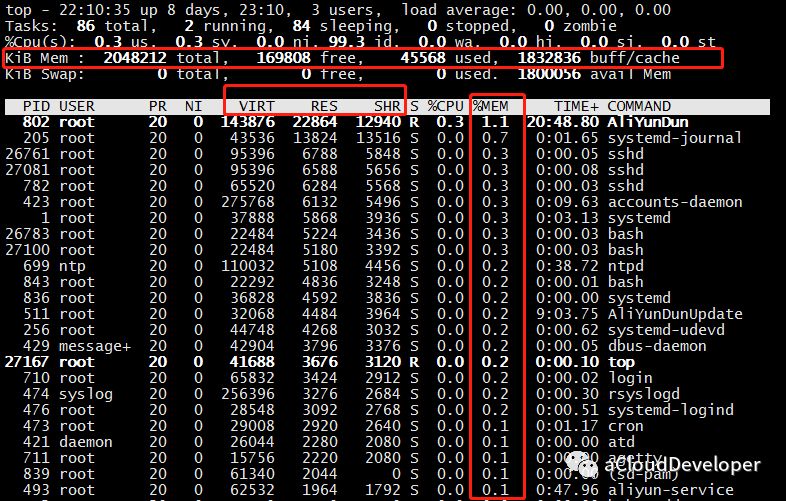 top - 22:10:35 up 8 days, 23:10,  3 users,  load average: 0.00, 0.00, 0.00
Tasks:  86 total,   2 running,  84 sleeping,   0 stopped,   0 zombie
%Cpu(s):  0.3 us,  0.3 sy,  0.0 ni, 99.3 id,  0.0 wa,  0.0 hi,  0.0 si,  0.0 st
KiB Mem :  2048212 total,   169808 free,    45568 used,  1832836 buff/cache
KiB Swap:        0 total,        0 free,        0 used.  1800056 avail Mem
PID USER      PR  NI    VIRT    RES    SHR S %CPU %MEM     TIME+ COMMAND
802 root      20   0  143876  22864  12940 R  0.3  1.1  20:48.80 AliYunDun
205 root      20   0   43536  13824  13516 S  0.0  0.7   0:01.65 systemd-journal
26761 root      20   0   95396   6788   5848 S  0.0  0.3   0:00.05 sshd
27081 root      20   0   95396   6588   5656 S  0.0  0.3   0:00.08 sshd
782 root      20   0   65520   6284   5568 S  0.0  0.3   0:00.03 sshd
423 root      20   0  275768   6132   5496 S  0.0  0.3   0:09.63 accounts-daemon
1 root      20   0   37888   5868   3936 S  0.0  0.3   0:03.13 systemd
26783 root      20   0   22484   5224   3436 S  0.0  0.3   0:00.03 bash
27100 root      20   0   22484   5180   3392 S  0.0  0.3   0:00.03 bash
699 ntp       20   0  110032   5108   4456 S  0.0  0.2   0:38.72 ntpd
843 root      20   0   22292   4836   3248 S  0.0  0.2   0:00.01 bash
836 root      20   0   36828   4592   3836 S  0.0  0.2   0:00.00 systemd
511 root      20   0   32068   4484   3964 S  0.0  0.2   9:03.75 AliYunDunUpdate
256 root      20   0   44748   4268   3032 S  0.0  0.2   0:00.62 systemd-udevd
429 message+  20   0   42904   3796   3376 S  0.0  0.2   0:00.05 dbus-daemon
27167 root      20   0   41688   3676   3120 R  0.0  0.2   0:00.10 top
710 root      20   0   65832   3424   2912 S  0.0  0.2   0:00.02 login
474 syslog    20   0  256396   3276   2684 S  0.0  0.2   0:00.30 rsyslogd
476 root      20   0   28548   3092   2768 S  0.0  0.2   0:00.51 systemd-logind
473 root      20   0   29008   2920   2640 S  0.0  0.1   0:01.17 cron
421 daemon    20   0   26044   2280   2080 S  0.0  0.1   0:00.00 atd
711 root      20   0   15756   2220   2080 S  0.0  0.1   0:00.00 agetty
839 root      20   0   61340   2044      0 S  0.0  0.1   0:00.00 (sd-pam)
493 root      20   0   62532   1964   1792 S  0.0  0.1   0:47.96 aliyun-service
aCloudDeveloper